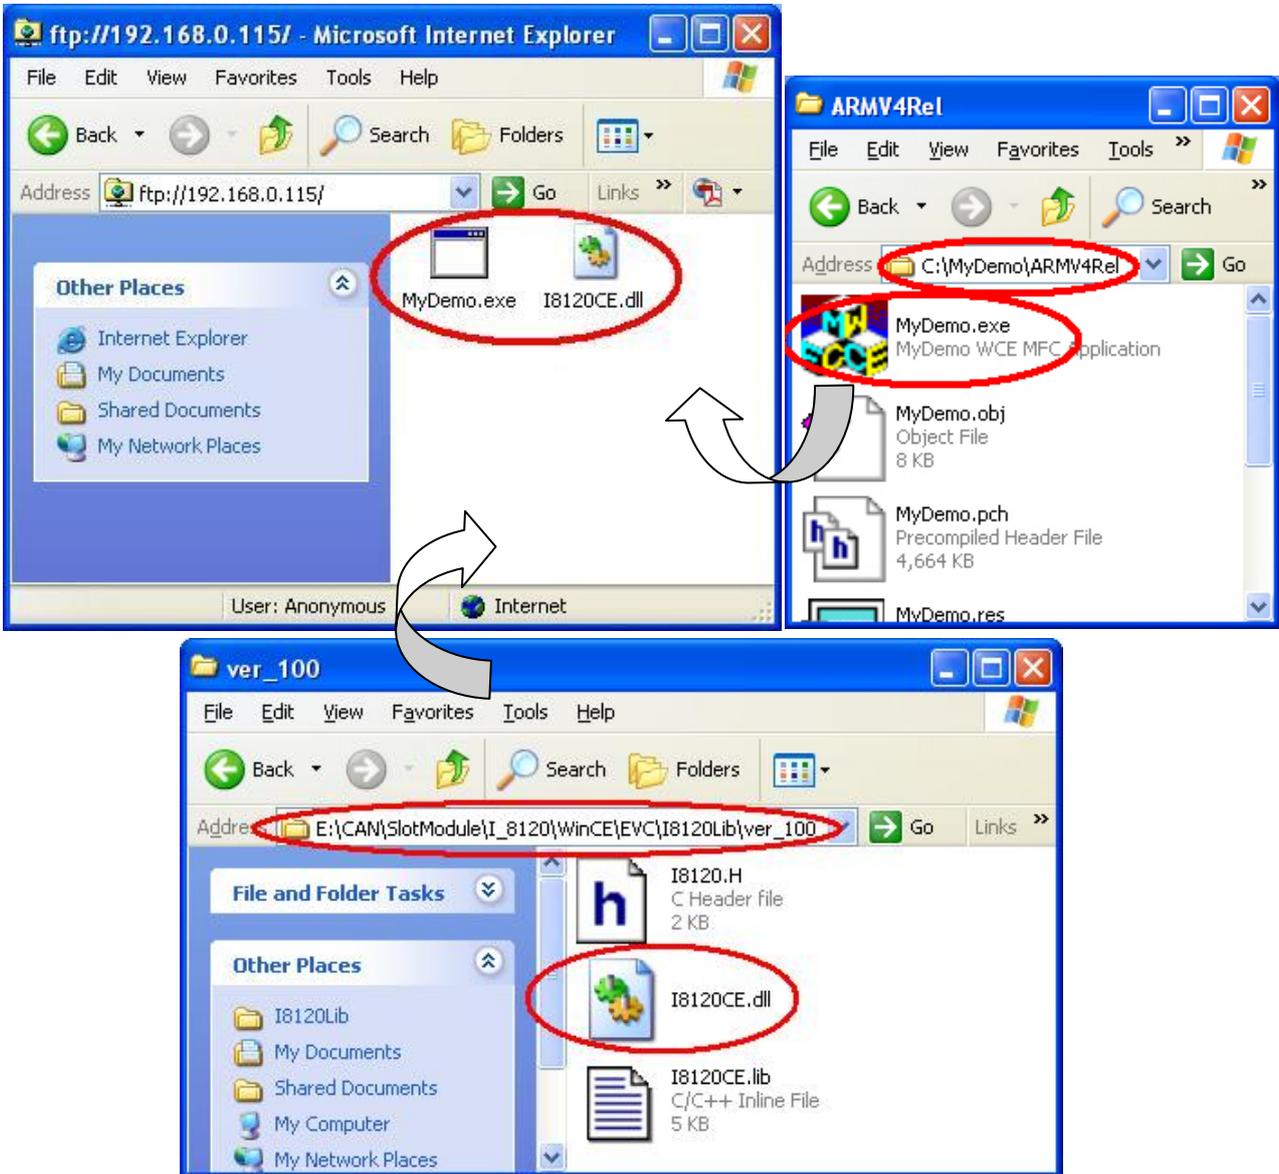 ftp://192.168.0.115/ - Microsoft Internet Explorer
File Edit View Favorites Tools Help
Back Search Folders
Address ftp://192.168.0.115/ Go Links »
Other Places
Internet Explorer
My Documents
Shared Documents
My Network Places
MyDemo.exe I8120CE.dll
User: Anonymous Internet
ARMV4Rel
File Edit View Favorites Tools »
Back Search »
Address C:\MyDemo\ARMV4Rel Go
MyDemo.exe
MyDemo WCE MFC Application
MyDemo.obj
Object File
8 KB
MyDemo.pch
Precompiled Header File
4,664 KB
MyDemo.res
ver_100
File Edit View Favorites Tools Help
Back Search Folders
Address E:\CAN\SlotModule\I_8120\WinCE\EVC\I8120Lib\ver_100 Go Links »
File and Folder Tasks
Other Places
I8120Lib
My Documents
Shared Documents
My Computer
My Network Places
I8120.H
C Header file
2 KB
I8120CE.dll
I8120CE.lib
C/C++ Inline File
5 KB